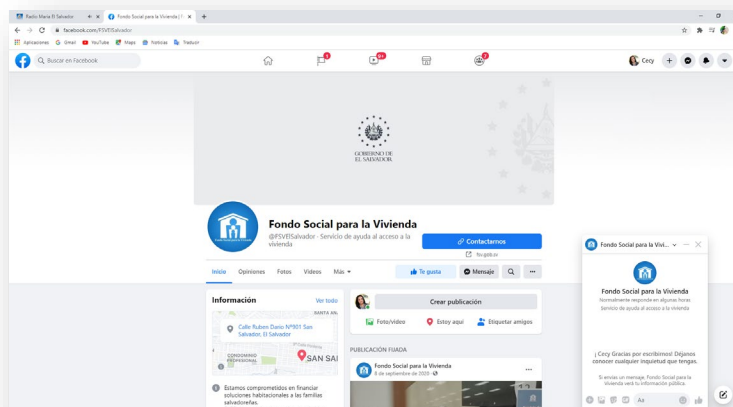 Radio Maria El Salvador
Fondo Social para la Vivienda | F
facebook.com/FSVElSalvador
Aplicaciones
Gmail
YouTube
Maps
Noticias
Traducir
Buscar en Facebook
Cecy
GOBIERNO DE
EL SALVADOR
Fondo Social para la Vivienda
@FSVElSalvador · Servicio de ayuda al acceso a la
vivienda
Contactarnos
fsv.gob.sv
Inicio
Opiniones
Fotos
Videos
Más
Te gusta
Mensaje
Información
Ver todo
Calle Ruben Dario Nº901 San
Salvador, El Salvador
CONDOMINIO
PROFESIONAL
SAN SAL
Estamos comprometidos en financiar
soluciones habitacionales a las familias
salvadoreñas.
Crear publicación
Foto/video
Estoy aquí
Etiquetar amigos
PUBLICACIÓN FIJADA
Fondo Social para la Vivienda
8 de septiembre de 2020
Fondo Social para la Vivi...
Fondo Social para la Vivienda
Normalmente responde en algunas horas
Servicio de ayuda al acceso a la vivienda
¡ Cecy Gracias por escribirnos! Déjanos
conocer cualquier inquietud que tengas.
Si envías un mensaje, Fondo Social para la
Vivienda verá tu información pública.
Aa